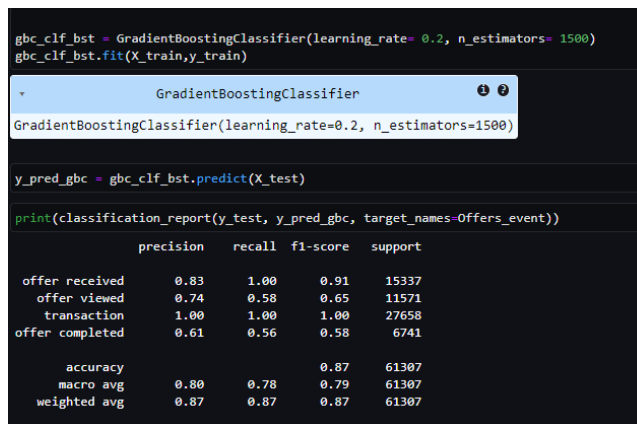 gbc_clf_bst = GradientBoostingClassifier(learning_rate= 0.2, n_estimators= 1500)
gbc_clf_bst.fit(X_train,y_train)
GradientBoostingClassifier
GradientBoostingClassifier(learning_rate=0.2, n_estimators=1500)
y_pred_gbc = gbc_clf_bst.predict(X_test)
print(classification_report(y_test, y_pred_gbc, target_names=Offers_event))
precision recall f1-score support
offer received 0.83 1.00 0.91 15337
offer viewed 0.74 0.58 0.65 11571
transaction 1.00 1.00 1.00 27658
offer completed 0.61 0.56 0.58 6741
accuracy 0.87 61307
macro avg 0.80 0.78 0.79 61307
weighted avg 0.87 0.87 0.87 61307